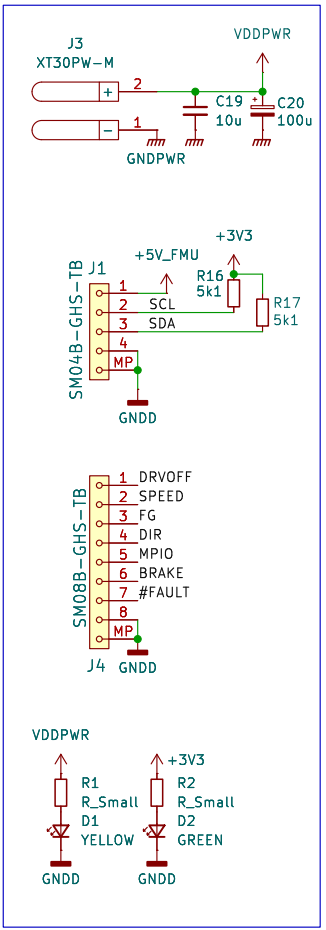 VDDPWR
J3
XT30PW-M
+ 2
C19
10u
+
C20
100u
- 1
GNDPWR
+3V3
+5V_FMU
J1
SM04B-GHS-TB
R16
5k1
R17
5k1
1
2 SCL
3 SDA
4
MP
GNDD
SM08B-GHS-TB
1 DRVOFF
2 SPEED
3 FG
4 DIR
5 MPIO
6 BRAKE
7 #FAULT
8
MP
J4
GNDD
VDDPWR
+3V3
R1
R_Small
D1
YELLOW
GNDD
R2
R_Small
D2
GREEN
GNDD